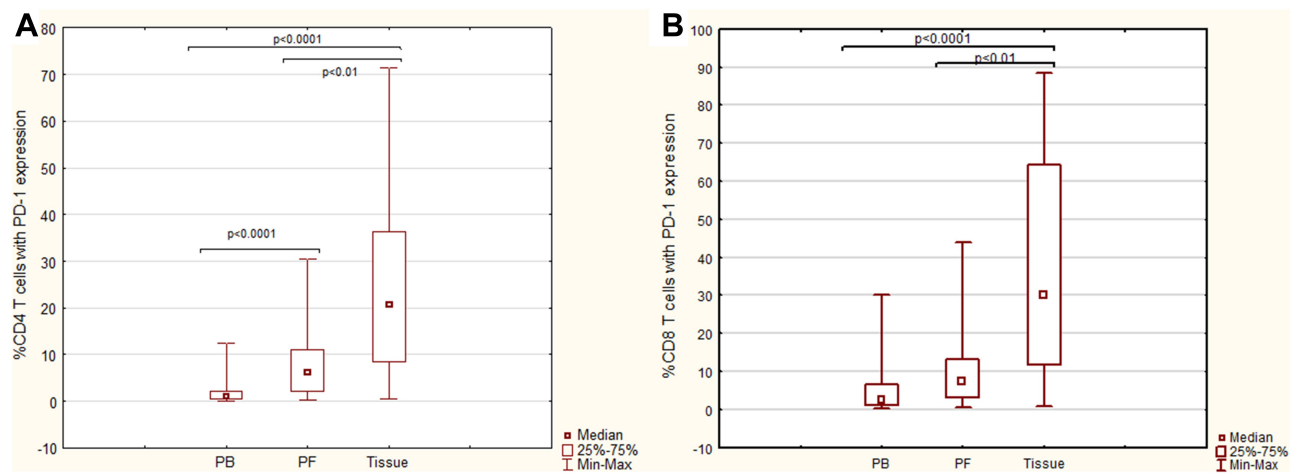 A
80
70
60
50
40
30
20
10
0
-10
%CD4 T cells with PD-1 expression
p<0.0001
p<0.01
p<0.0001
PB PF Tissue
Median
25%-75%
Min-Max
B
100
90
80
70
60
50
40
30
20
10
0
-10
%CD8 T cells with PD-1 expression
p<0.0001
p<0.01
PB PF Tissue
Median
25%-75%
Min-Max